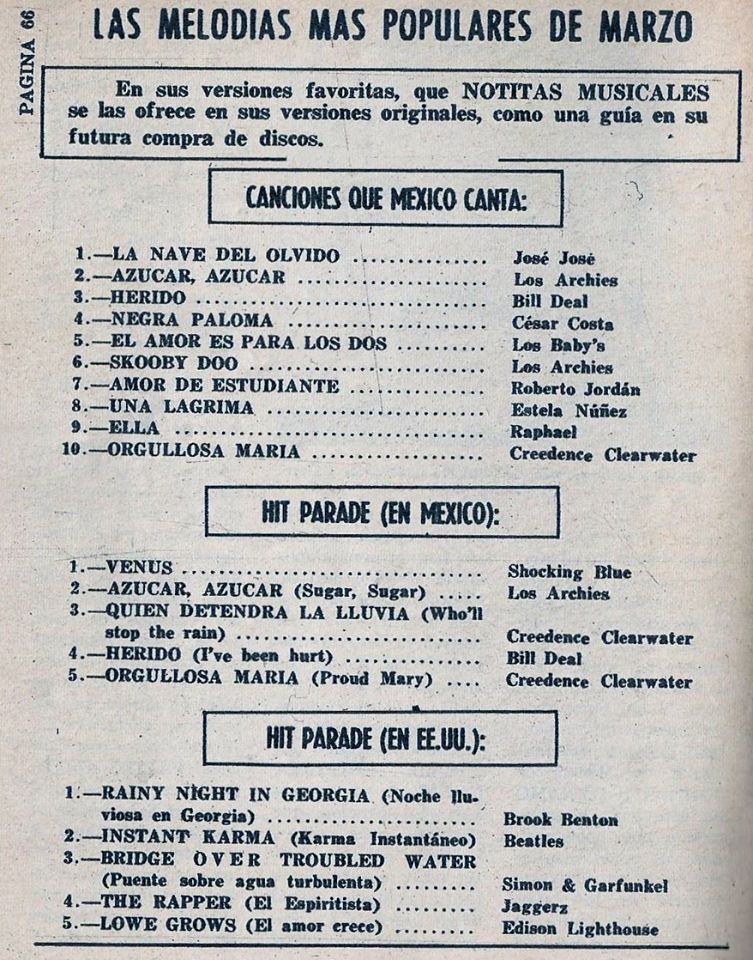 PAGINA 66
LAS MELODIAS MAS POPULARES DE MARZO
En sus versiones favoritas, que NOTITAS MUSICALES
se las ofrece en sus versiones originales, como una guía en su
futura compra de discos.
CANCIONES QUE MEXICO CANTA:
1.—LA NAVE DEL OLVIDO ............... José José
2.—AZUCAR, AZUCAR ..................... Los Archies
3.—HERIDO ................................ Bill Deal
4.—NEGRA PALOMA ...................... César Costa
5.—EL AMOR ES PARA LOS DOS .......... Los Baby's
6.—SKOOBY DOO .......................... Los Archies
7.—AMOR DE ESTUDIANTE ............... Roberto Jordán
8.—UNA LAGRIMA ........................ Estela Núñez
9.—ELLA ................................... Raphael
10.—ORGULLOSA MARIA ................... Creedence Clearwater
HIT PARADE (EN MEXICO):
1.—VENUS ................................. Shocking Blue
2.—AZUCAR, AZUCAR (Sugar, Sugar) ..... Los Archies
3.—QUIEN DETENDRA LA LLUVIA (Who'll
stop the rain) ........................... Creedence Clearwater
4.—HERIDO (I've been hurt) .............. Bill Deal
5.—ORGULLOSA MARIA (Proud Mary) .... Creedence Clearwater
HIT PARADE (EN EE.UU.):
1.—RAINY NIGHT IN GEORGIA (Noche llu-
viosa en Georgia) ....................... Brook Benton
2.—INSTANT KARMA (Karma Instantáneo) Beatles
3.—BRIDGE OVER TROUBLED WATER
(Puente sobre agua turbulenta) ......... Simon & Garfunkel
4.—THE RAPPER (El Espiritista) .......... Jaggerz
5.—LOWE GROWS (El amor crece) ......... Edison Lighthouse